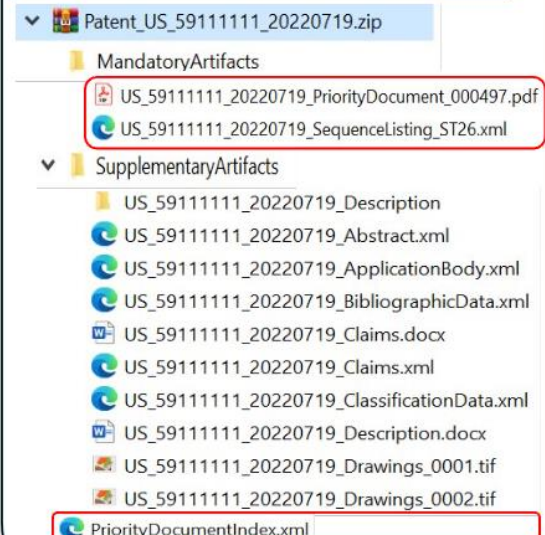 Patent_US_59111111_20220719.zip
MandatoryArtifacts
US_59111111_20220719_PriorityDocument_000497.pdf
US_59111111_20220719_SequenceListing_ST26.xml
SupplementaryArtifacts
US_59111111_20220719_Description
US_59111111_20220719_Abstract.xml
US_59111111_20220719_ApplicationBody.xml
US_59111111_20220719_BibliographicData.xml
US_59111111_20220719_Claims.docx
US_59111111_20220719_Claims.xml
US_59111111_20220719_ClassificationData.xml
US_59111111_20220719_Description.docx
US_59111111_20220719_Drawings_0001.tif
US_59111111_20220719_Drawings_0002.tif
PriorityDocumentIndex.xml